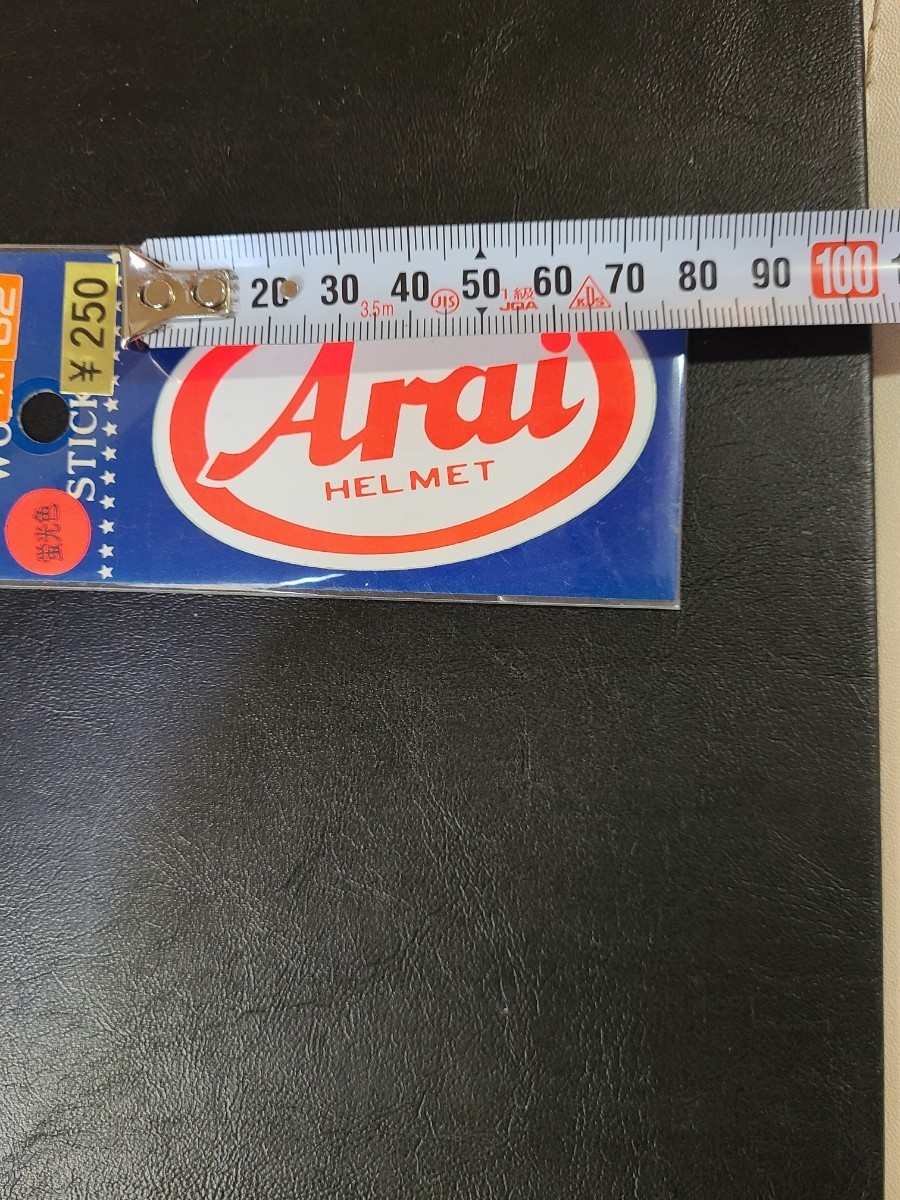 20 30 40 50 60 70 80 90 100
3.5m JIS 1級 JQA KDS
¥250
STICK
蛍光色
Arai
HELMET